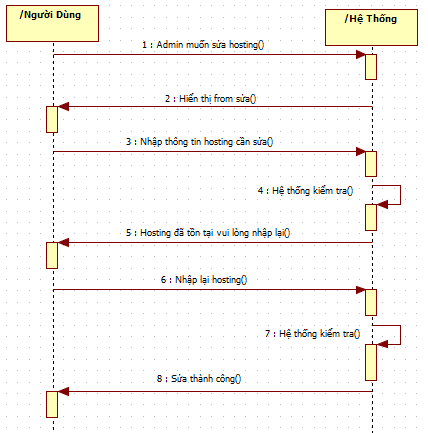 /Người Dùng
/Hệ Thống
1 : Admin muốn sửa hosting()
2 : Hiển thị from sửa()
3 : Nhập thông tin hosting cần sửa()
4 : Hệ thống kiểm tra()
5 : Hosting đã tồn tại vui lòng nhập lại()
6 : Nhập lại hosting()
7 : Hệ thống kiểm tra()
8 : Sửa thành công()